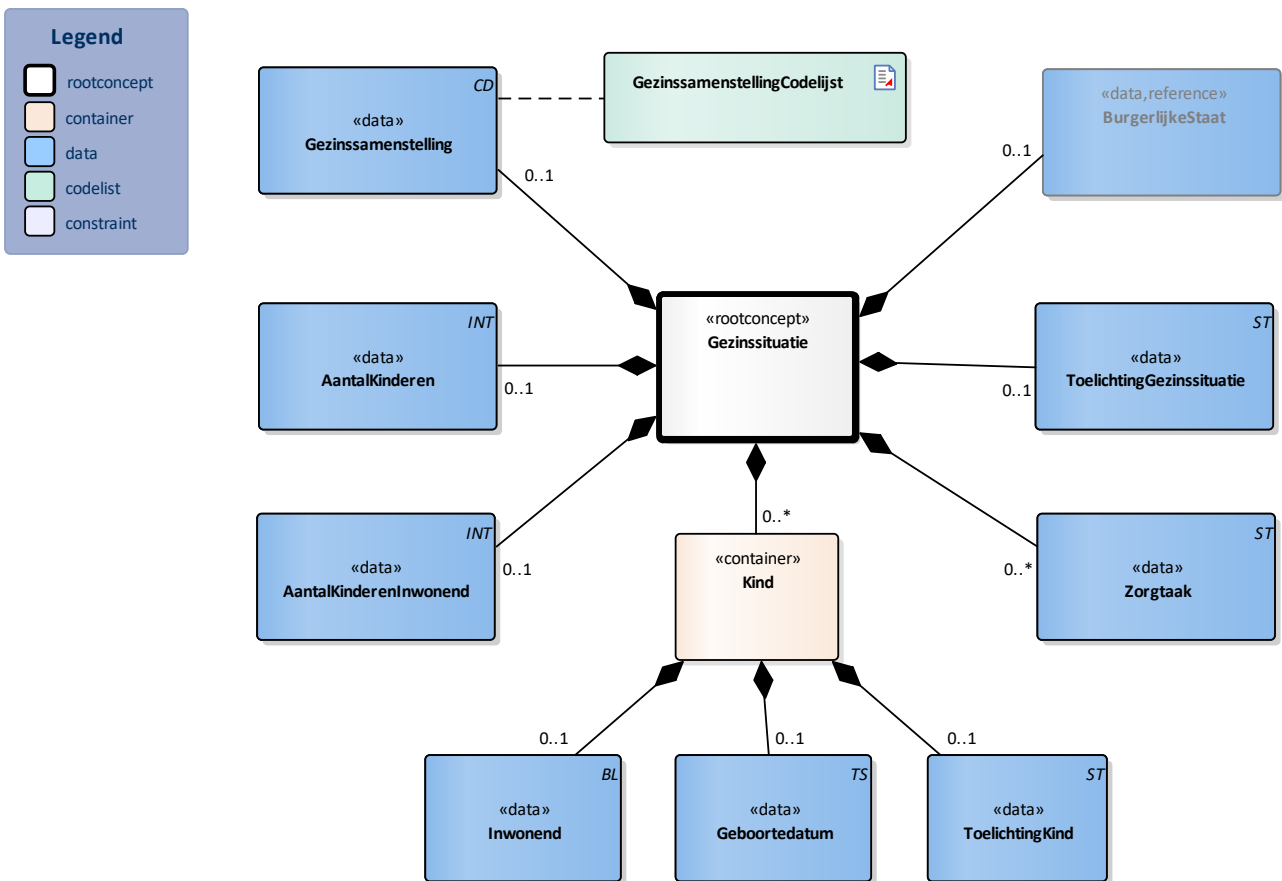 Legend
rootconcept
container
data
codelist
constraint
CD
«data»
Gezinssamenstelling
0..1
GezinssamenstellingCodelijst
«data,reference»
BurgerlijkeStaat
0..1
INT
«data»
AantalKinderen
0..1
«rootconcept»
Gezinssituatie
ST
«data»
ToelichtingGezinssituatie
0..1
INT
«data»
AantalKinderenInwonend
0..1
0..*
«container»
Kind
ST
«data»
Zorgtaak
0..*
0..1
BL
«data»
Inwonend
0..1
TS
«data»
Geboortedatum
0..1
ST
«data»
ToelichtingKind